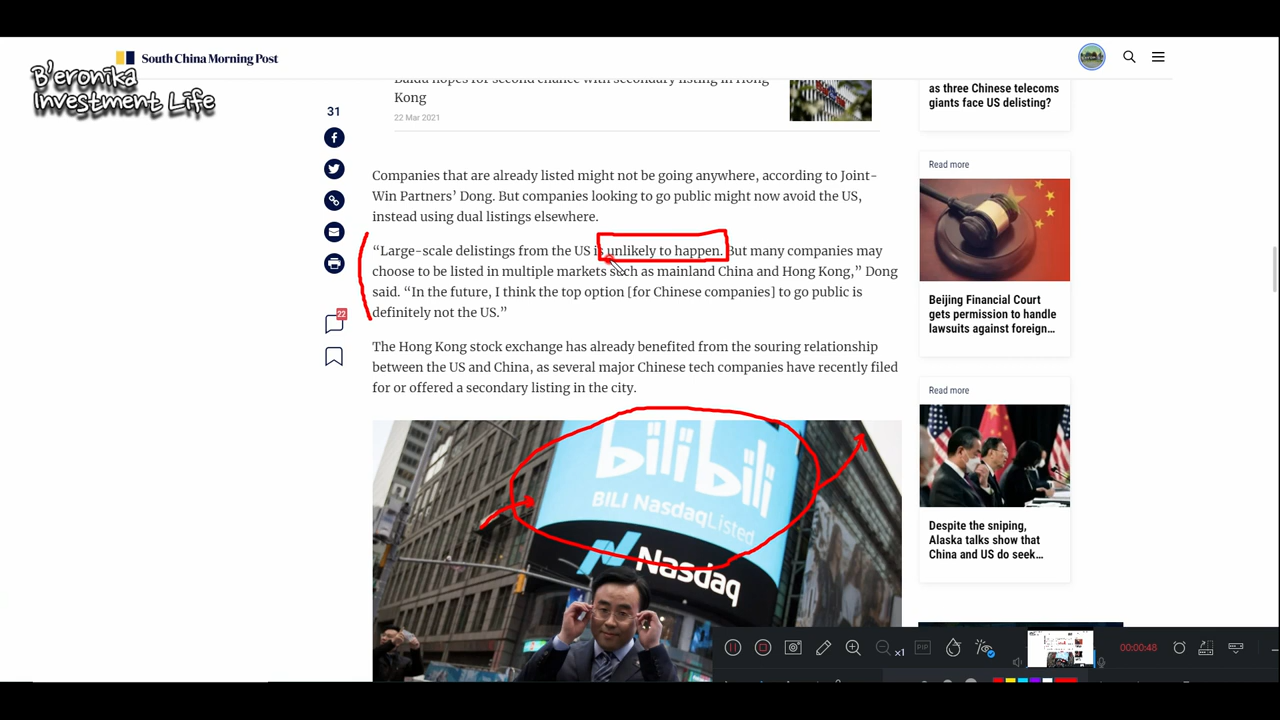 B'eronika
Investment Life
South China Morning Post
Baidu hopes for second chance with secondary listing in Hong
Kong
22 Mar 2021
31
22
Companies that are already listed might not be going anywhere, according to Joint-
Win Partners’ Dong. But companies looking to go public might now avoid the US,
instead using dual listings elsewhere.
“Large-scale delistings from the US is unlikely to happen. But many companies may
choose to be listed in multiple markets such as mainland China and Hong Kong,” Dong
said. “In the future, I think the top option [for Chinese companies] to go public is
definitely not the US.”
The Hong Kong stock exchange has already benefited from the souring relationship
between the US and China, as several major Chinese tech companies have recently filed
for or offered a secondary listing in the city.
bilibili
BILI Nasdaq Listed
Nasdaq
as three Chinese telecoms
giants face US delisting?
Read more
Beijing Financial Court
gets permission to handle
lawsuits against foreign...
Read more
Despite the sniping,
Alaska talks show that
China and US do seek...
x1
PIP
00:00:48